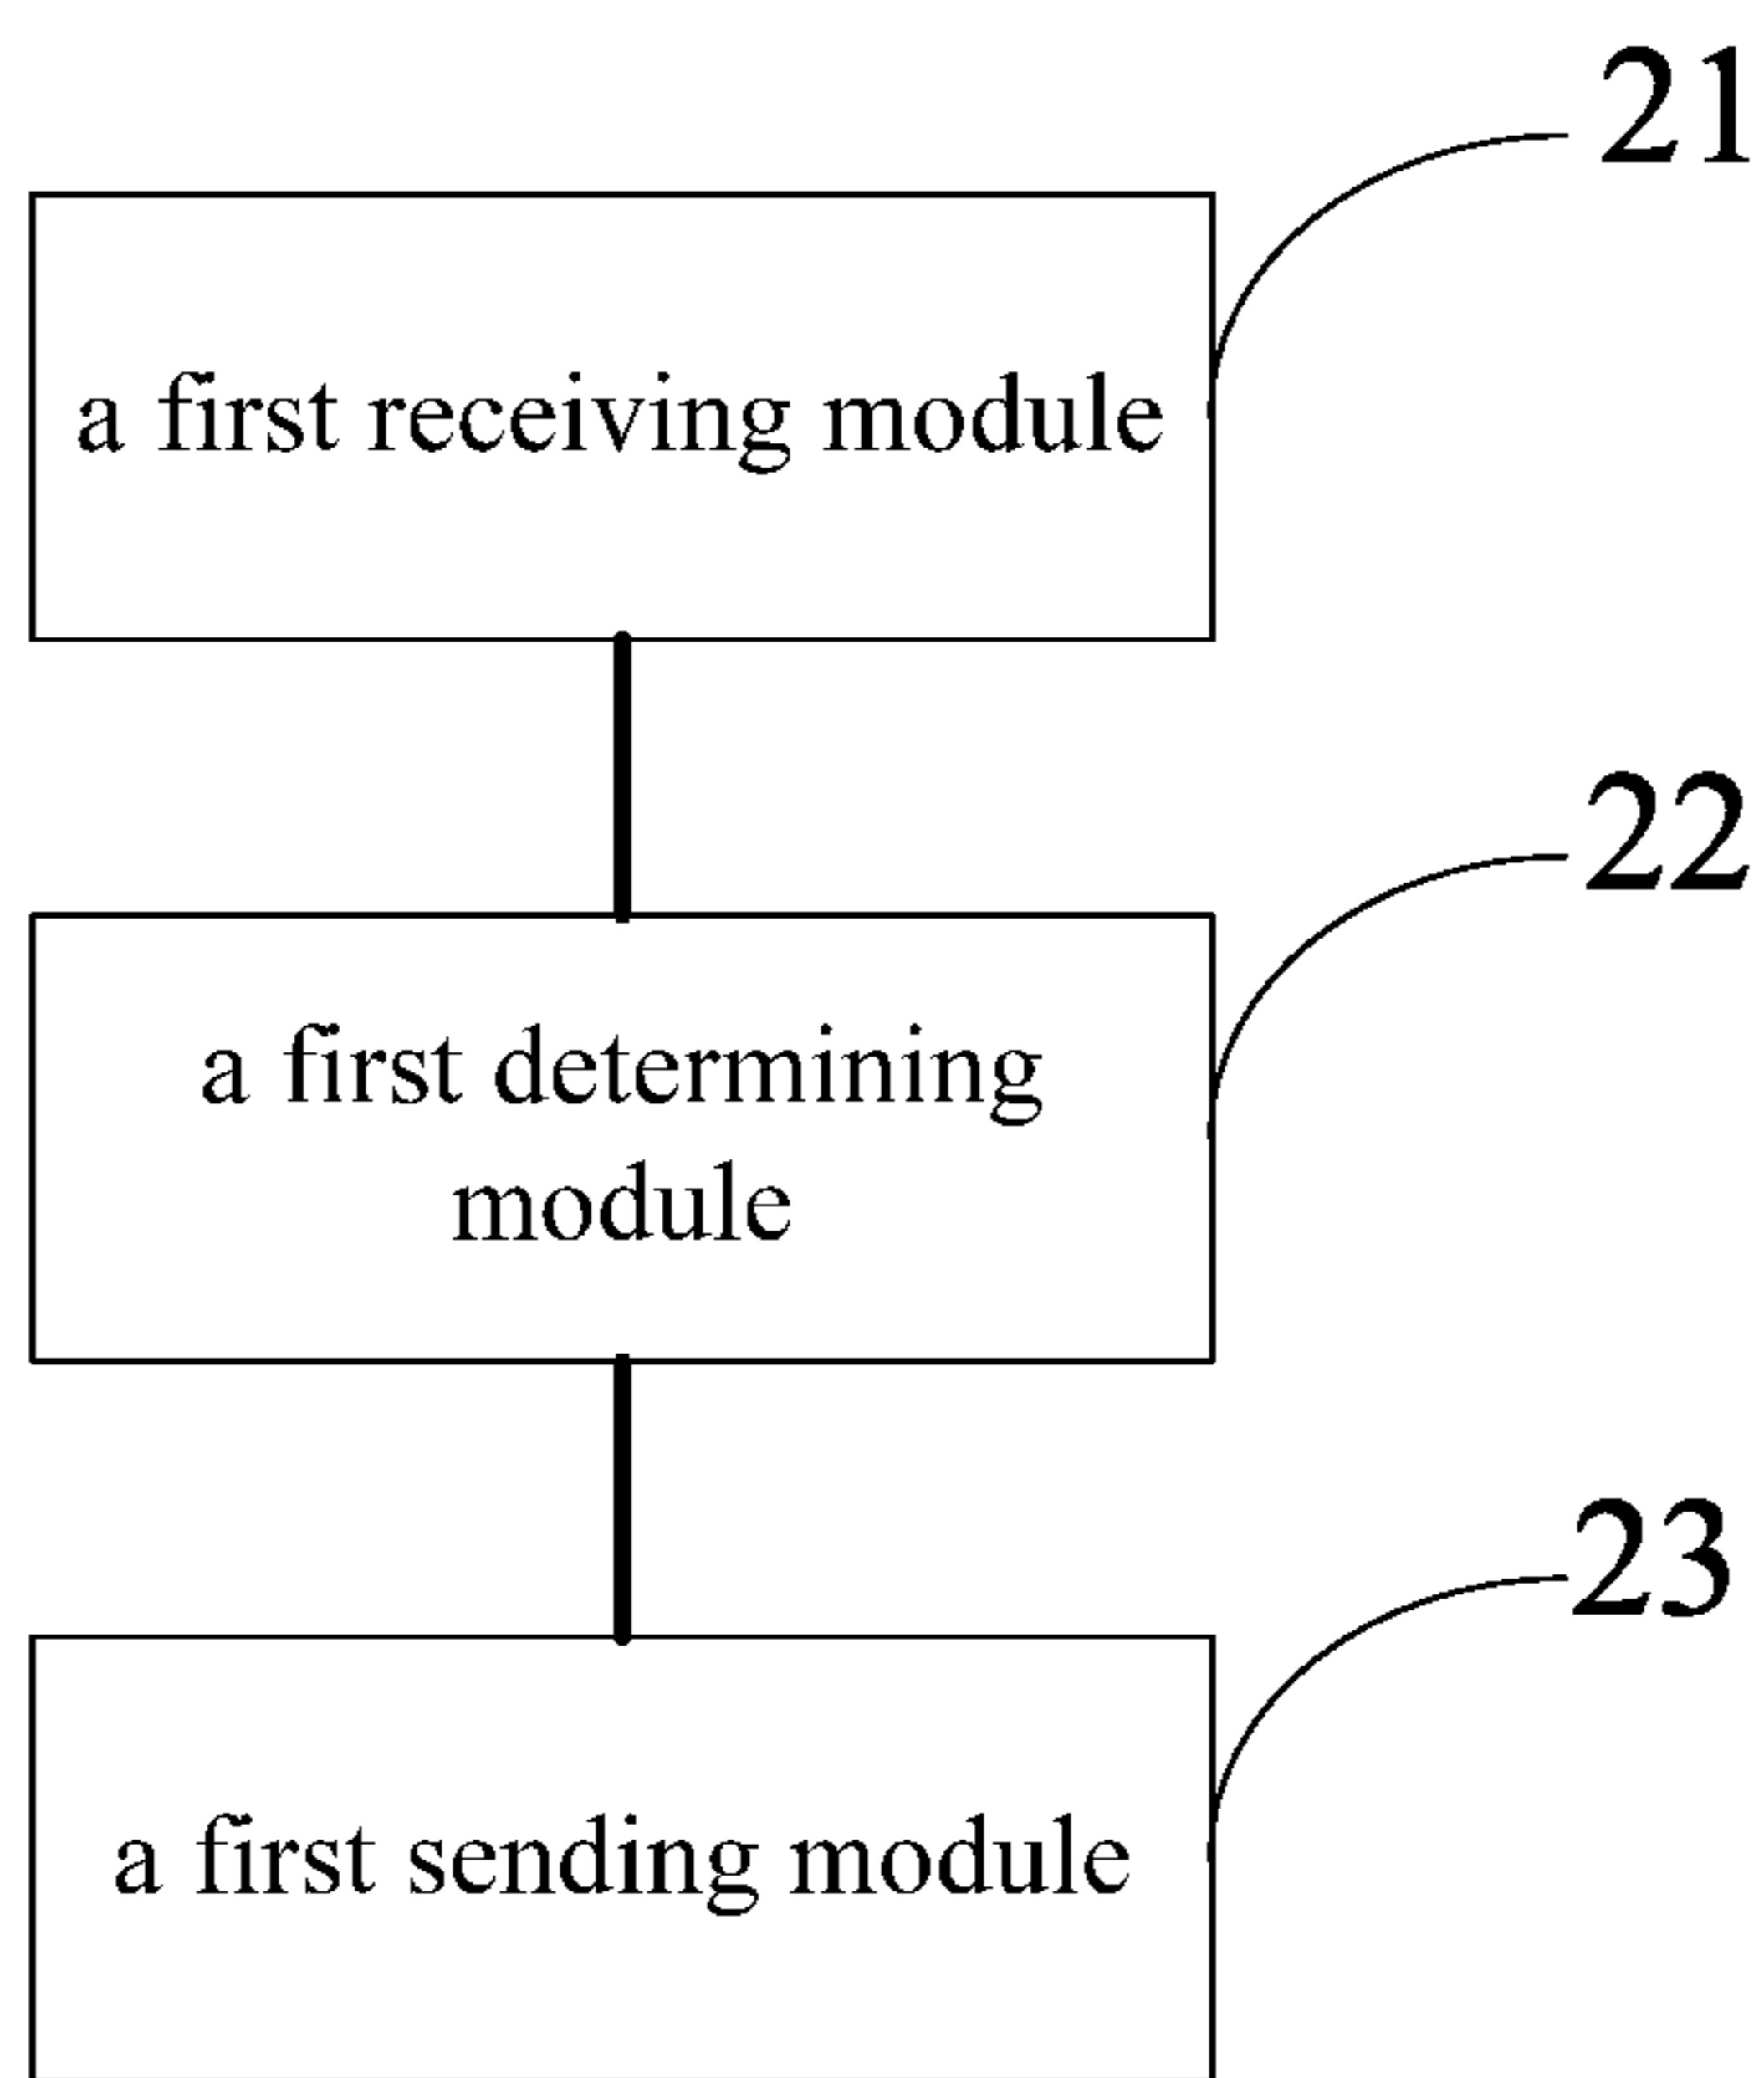 21
a first receiving module
22
a first determining
module
23
a first sending module